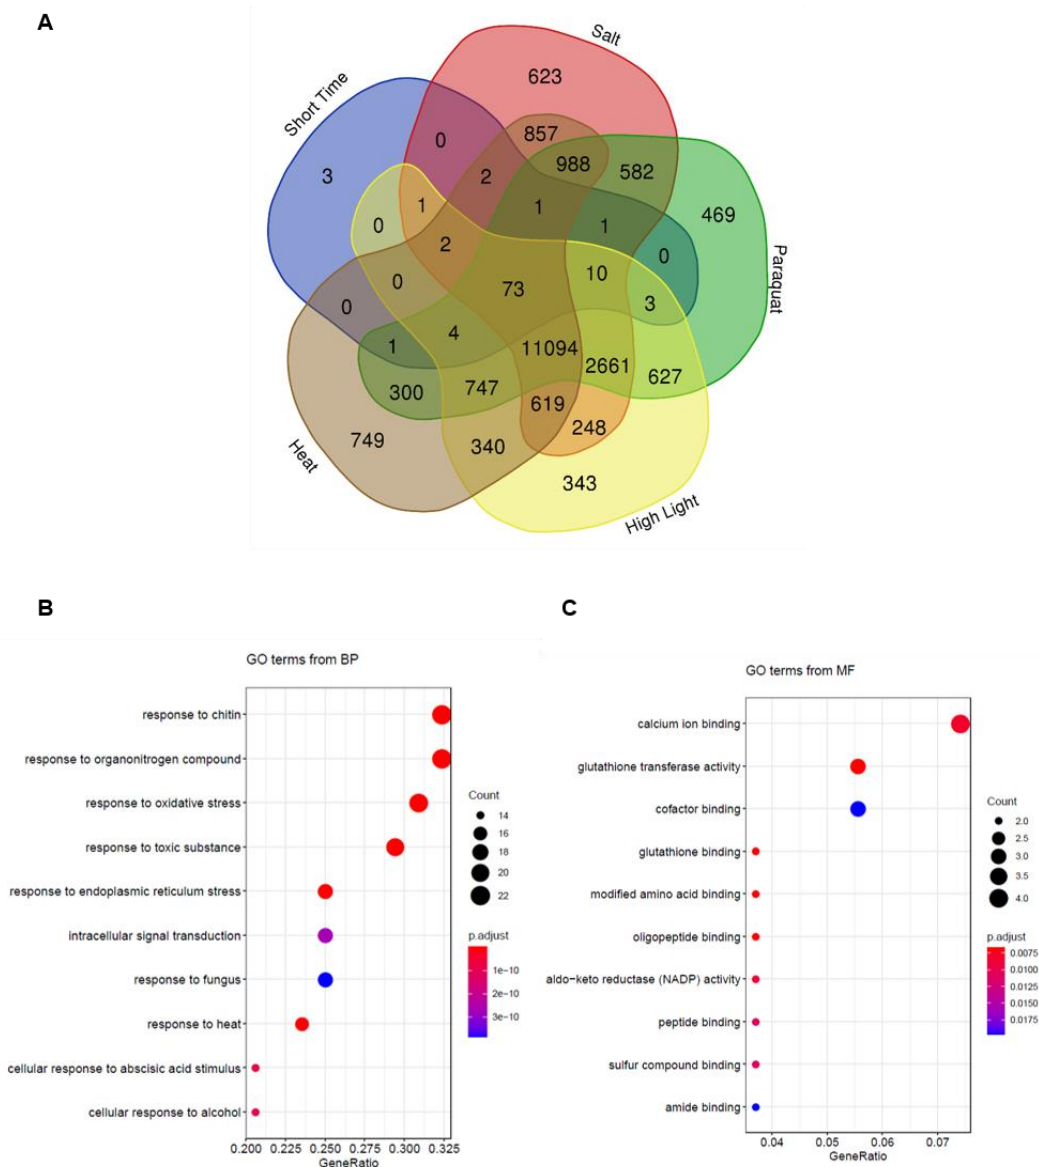 A
Salt
Short Time
623
0
857
3
2
988
582
1
1
1
469
0
2
0
Paraquat
0
73
10
3
0
4
1
11094
2661
300
747
627
619
749
340
248
Heat
343
High Light
B
C
GO terms from BP
GO terms from MF
response to chitin
response to organonitrogen compound
response to oxidative stress
response to toxic substance
response to endoplasmic reticulum stress
intracellular signal transduction
response to fungus
response to heat
cellular response to abscisic acid stimulus
cellular response to alcohol
0.200 0.225 0.250 0.275 0.300 0.325
GeneRatio
Count
14
16
18
20
22
p.adjust
1e-10
2e-10
3e-10
calcium ion binding
glutathione transferase activity
cofactor binding
glutathione binding
modified amino acid binding
oligopeptide binding
aldo-keto reductase (NADP) activity
peptide binding
sulfur compound binding
amide binding
0.04 0.05 0.06 0.07
GeneRatio
Count
2.0
2.5
3.0
3.5
4.0
p.adjust
0.0075
0.0100
0.0125
0.0150
0.0175